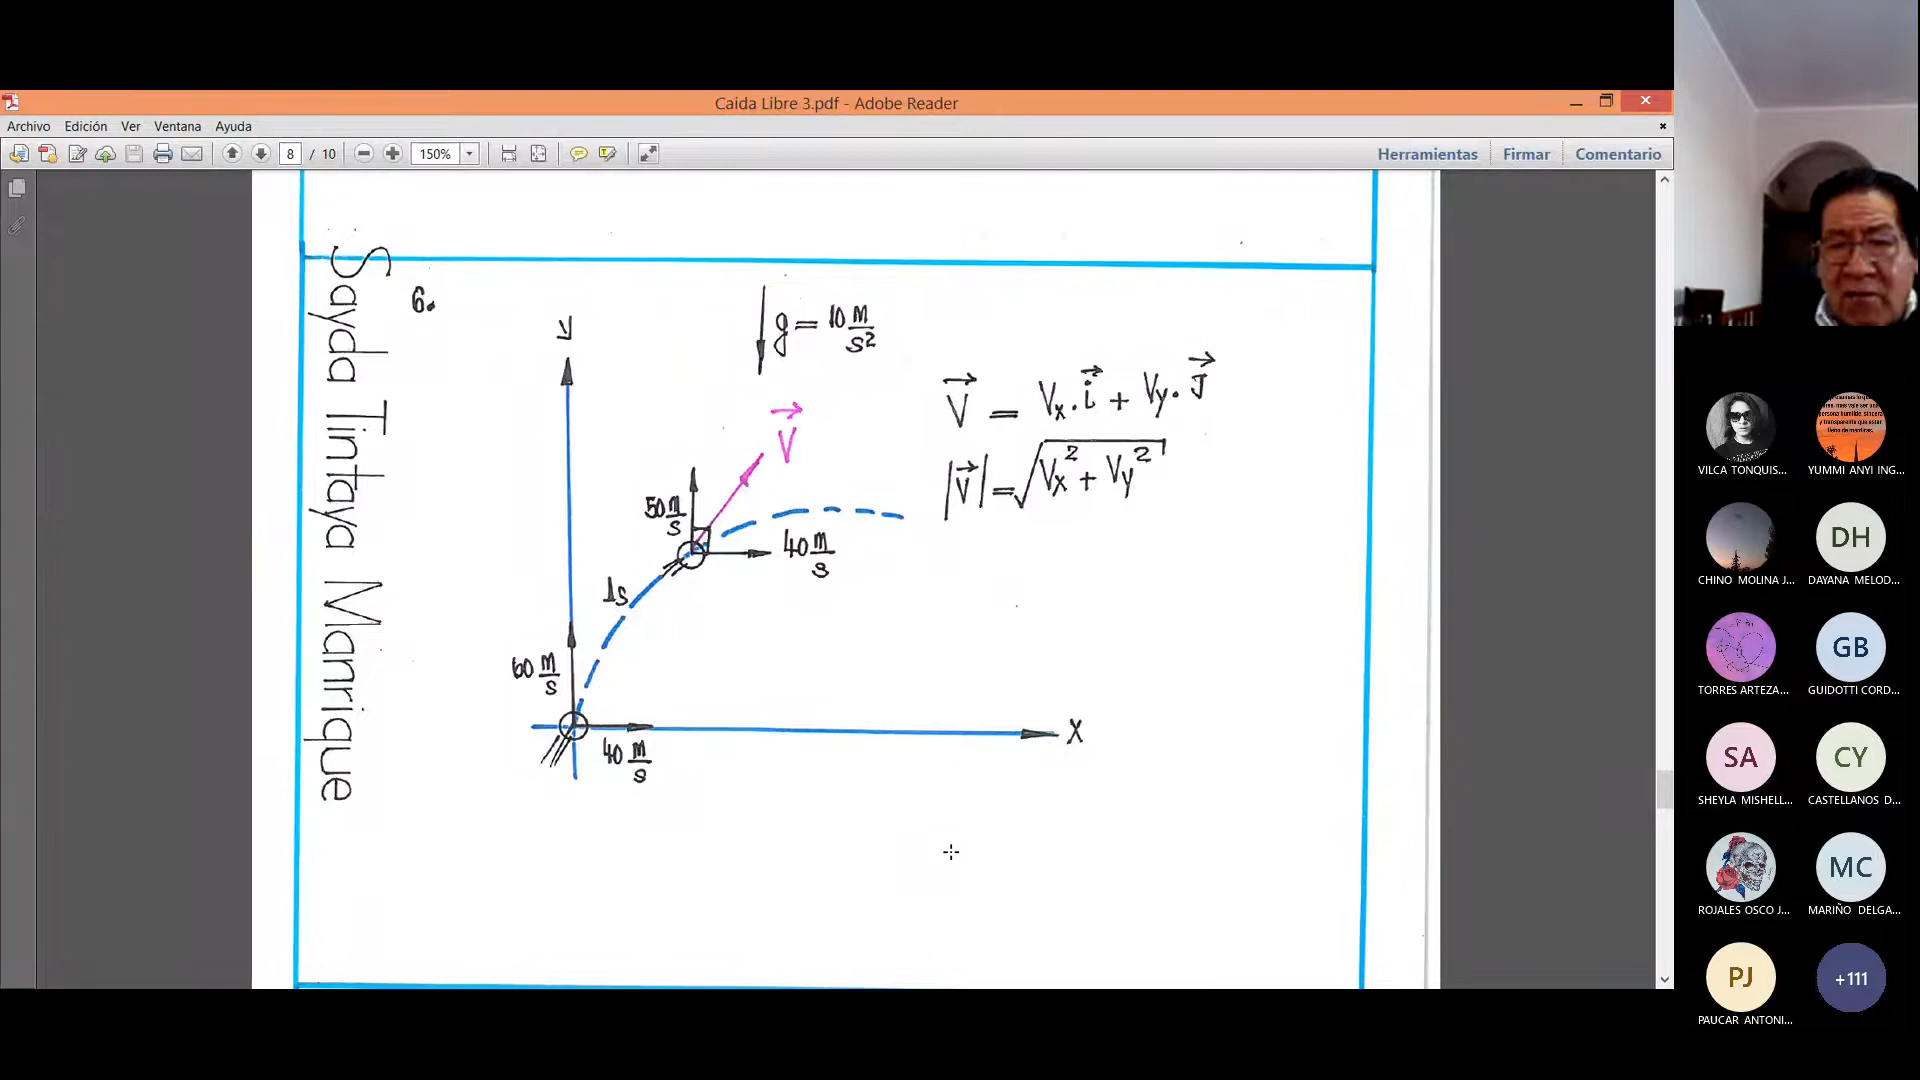 Caida Libre 3.pdf - Adobe Reader
Archivo Edición Ver Ventana Ayuda
8 / 10 150% Herramientas Firmar Comentario
Sayda Tintaya Manrique
6.
y
g = 10 m/s²
V
V = Vx . i + Vy . J
|V| = √Vx² + Vy²
50 m/s
40 m/s
1s
60 m/s
40 m/s
X
VILCA TONQUIS...
YUMMI ANYI ING...
CHINO MOLINA J...
DH
DAYANA MELOD...
TORRES ARTEZA...
GB
GUIDOTTI CORD...
SA
SHEYLA MISHELL...
CY
CASTELLANOS D...
ROJALES OSCO J...
MC
MARIÑO DELGA...
PJ
PAUCAR ANTONI...
+111